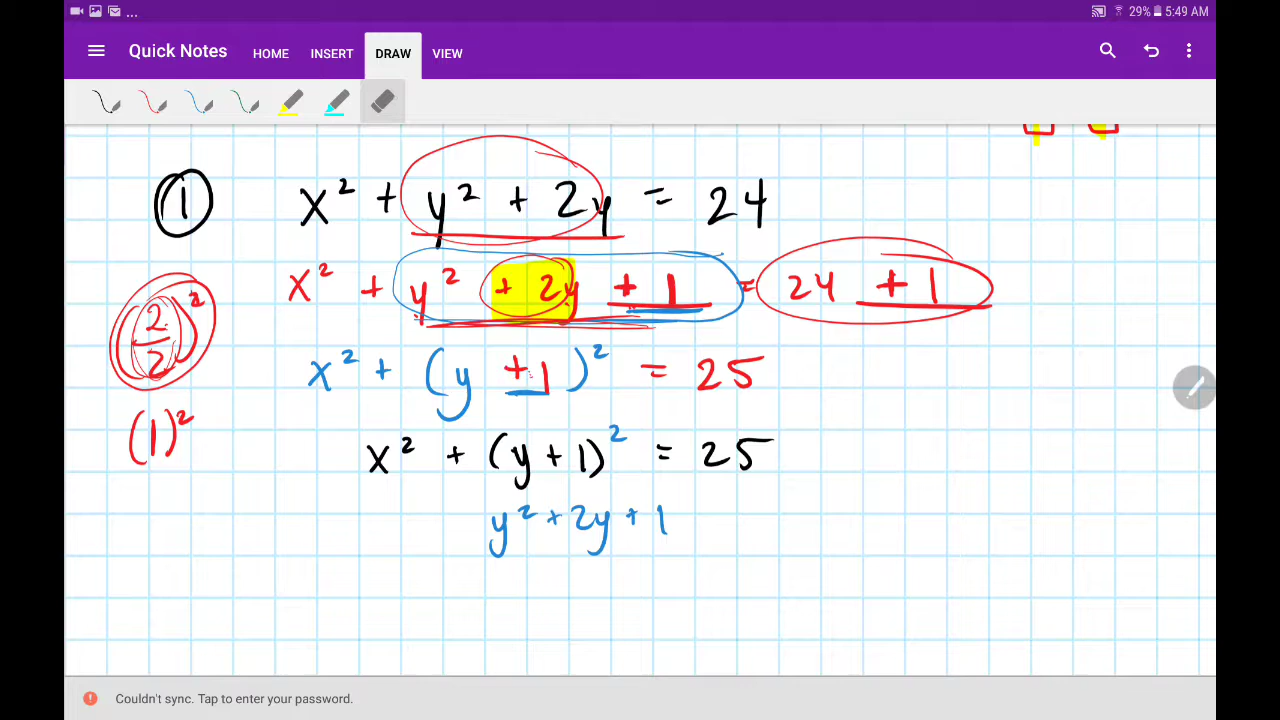 ... 29% 5:49 AM
Quick Notes HOME INSERT DRAW VIEW
① x² + y² + 2y = 24
x² + y² + 2y + 1 = 24 + 1
(2/2)²
x² + (y + 1)² = 25
(1)²
x² + (y + 1)² = 25
y² + 2y + 1
Couldn't sync. Tap to enter your password.